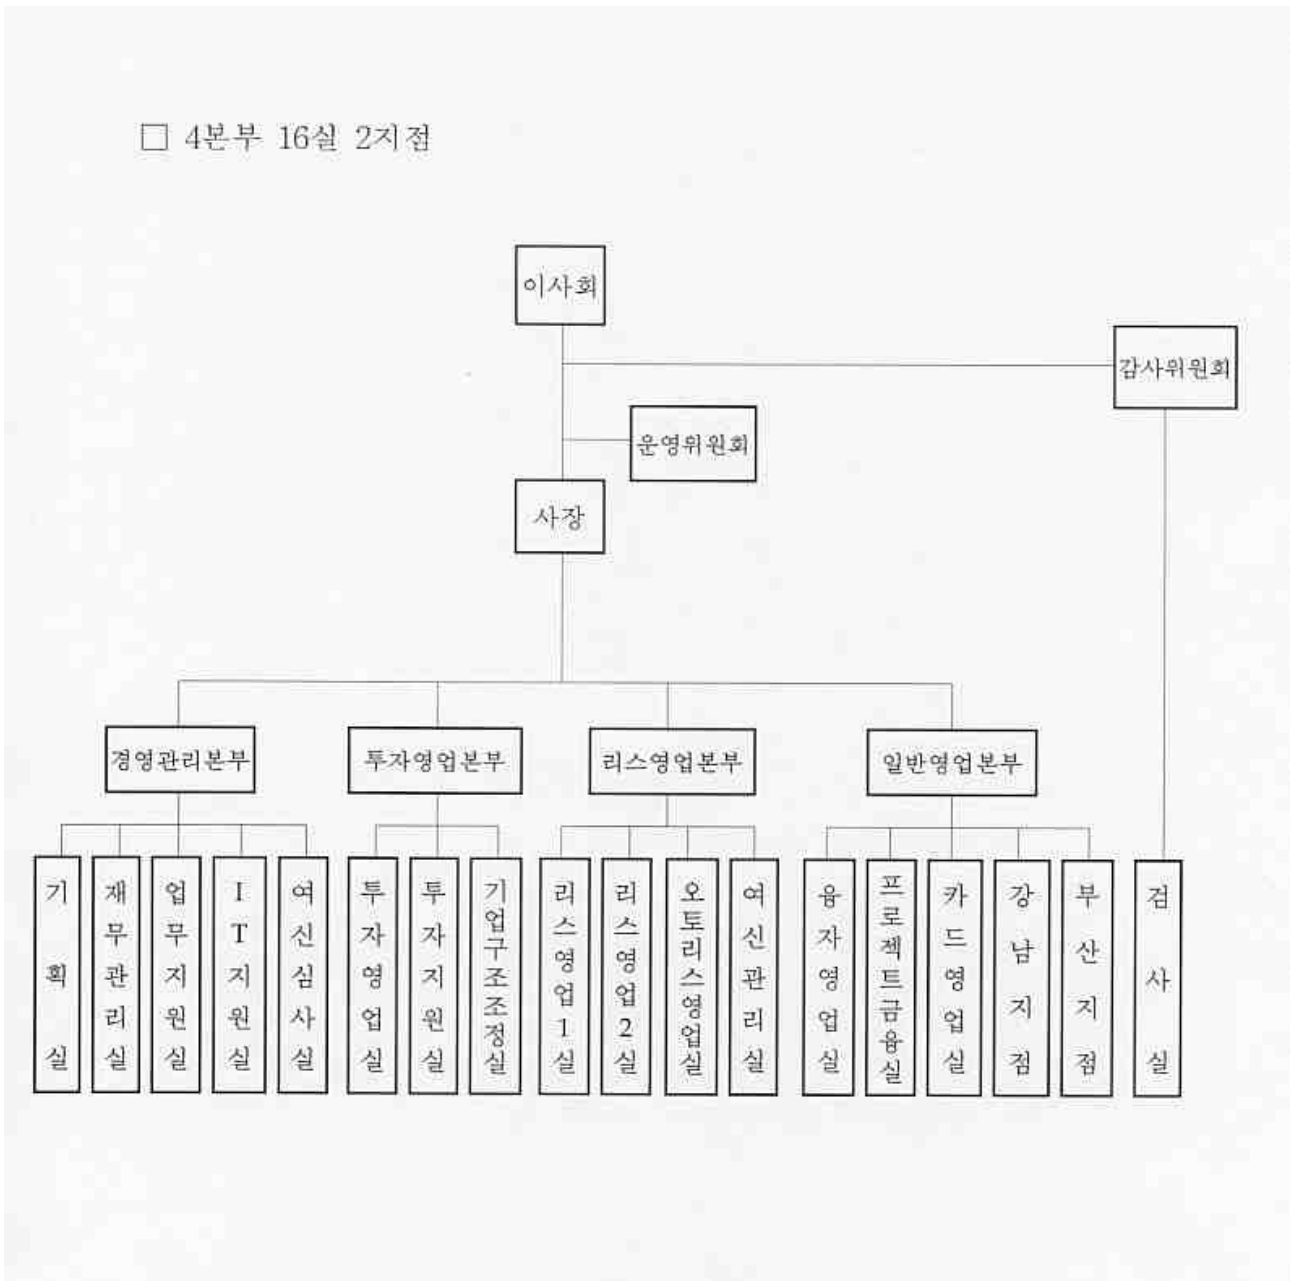 □ 4본부 16실 2지점
이사회
감사위원회
운영위원회
사장
경영관리본부
투자영업본부
리스영업본부
일반영업본부
기획실
재무관리실
업무지원실
IT지원실
여신심사실
투자영업실
투자지원실
기업구조조정실
리스영업1실
리스영업2실
오토리스영업실
여신관리실
융자영업실
프로젝트금융실
카드영업실
강남지점
부산지점
검사실